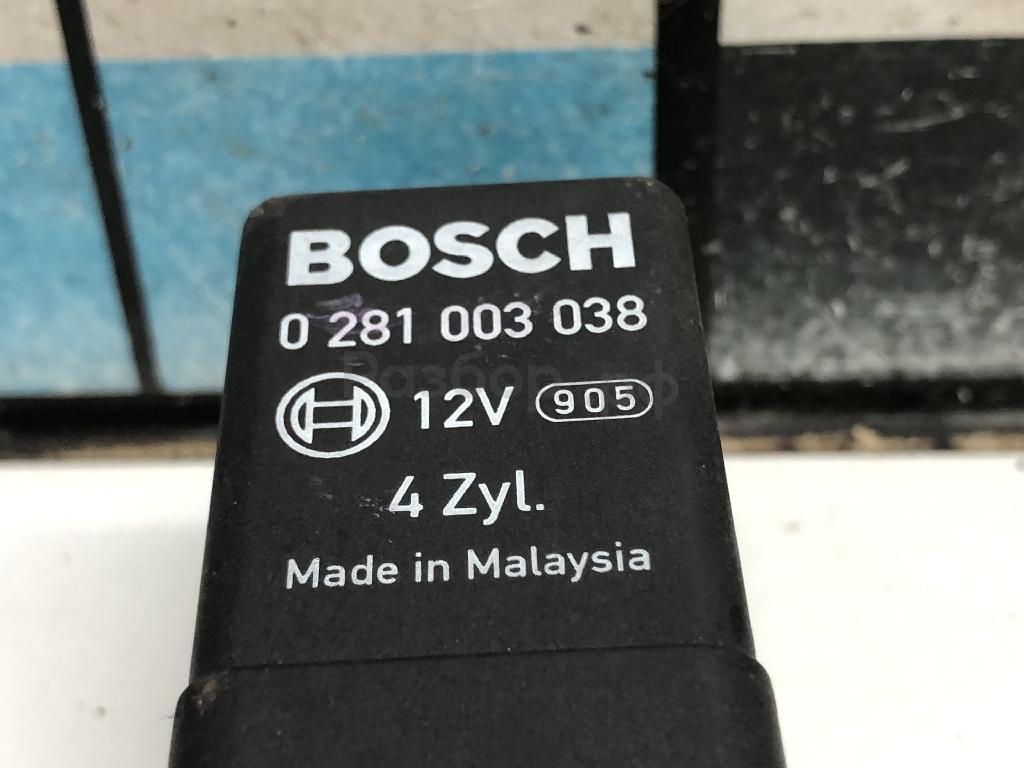 BOSCH
0 281 003 038
12V 905
4 Zyl.
Made in Malaysia